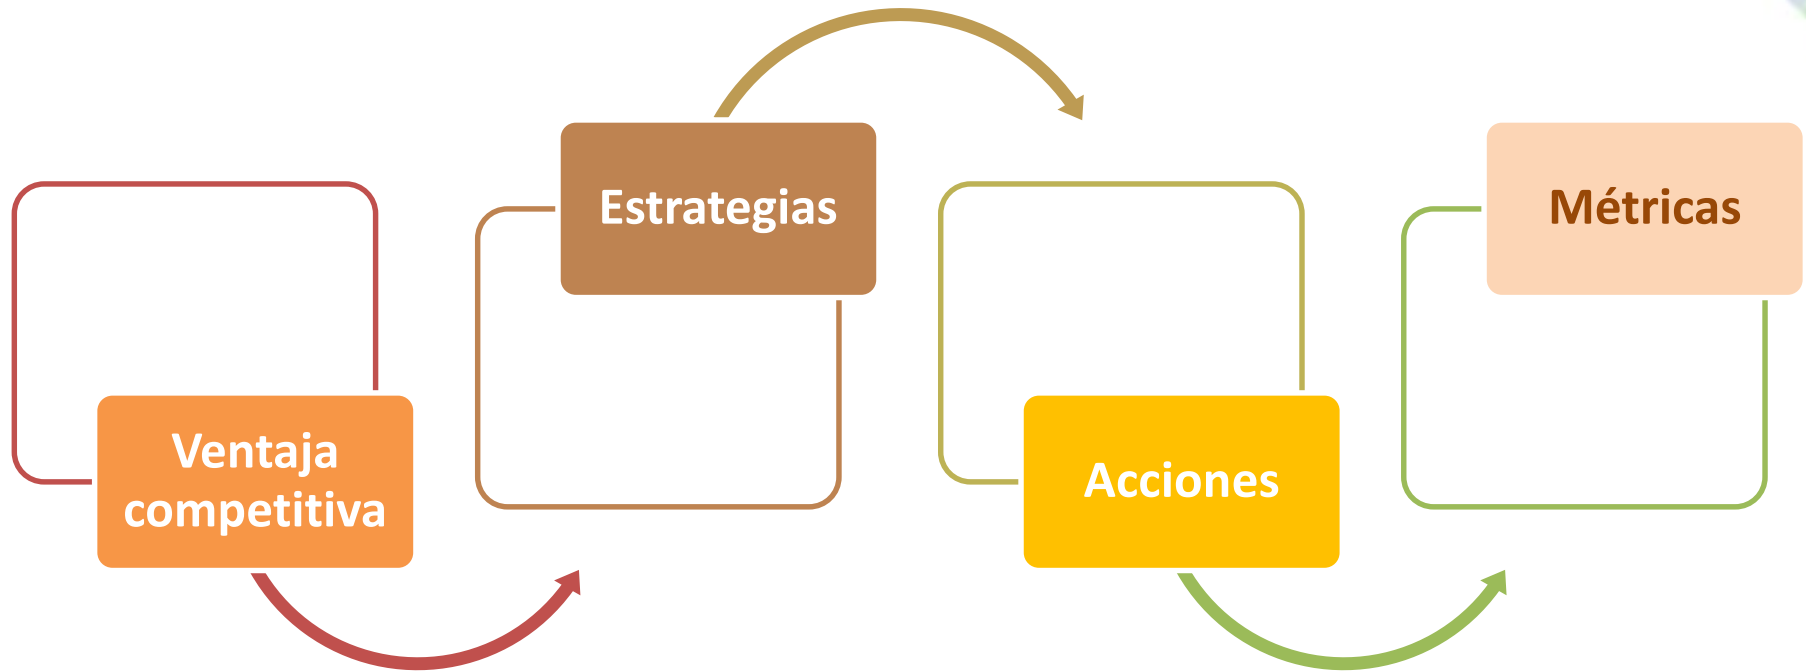 Ventaja
competitiva
Estrategias
Acciones
Métricas